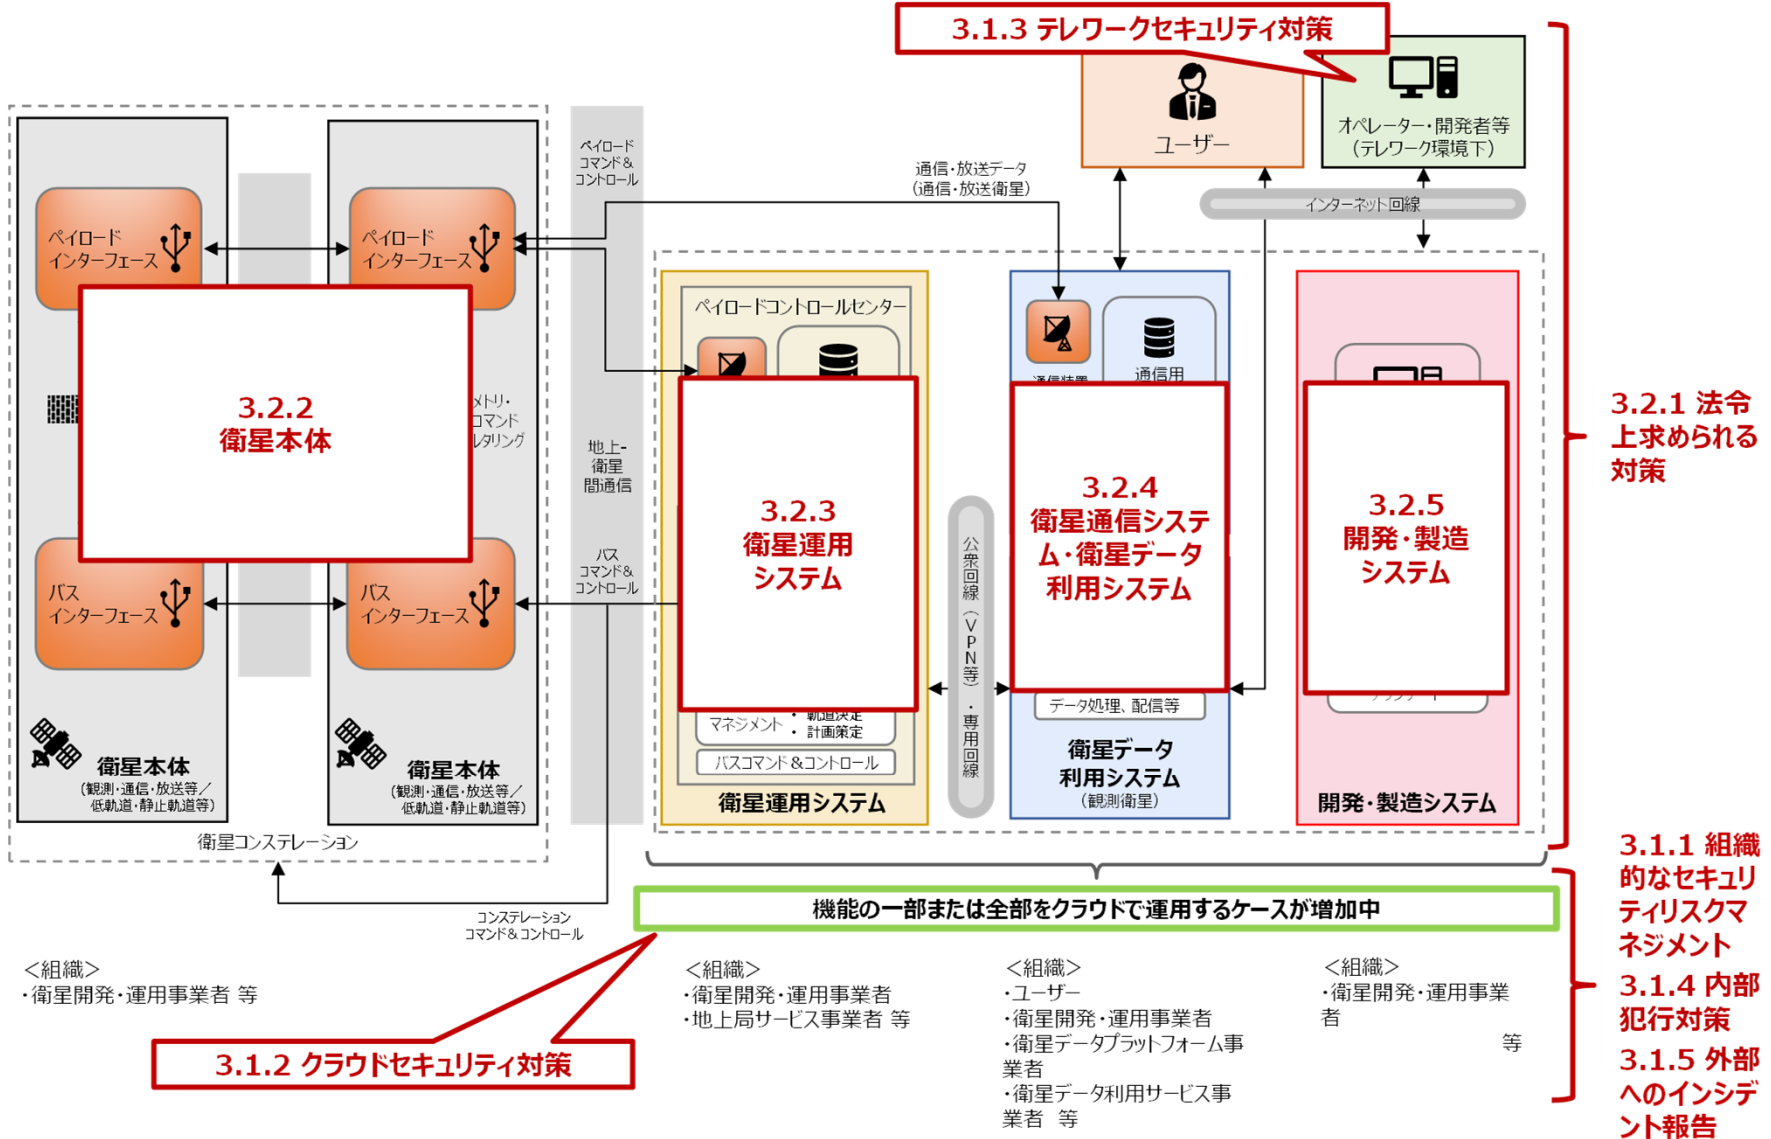 3.1.3 テレワークセキュリティ対策
ユーザー
オペレーター・開発者等
（テレワーク環境下）
インターネット回線
ペイロード
コマンド＆
コントロール
通信・放送データ
（通信・放送衛星）
ペイロード
インターフェース
ペイロード
インターフェース
3.2.2
衛星本体
メトリ・
コマンド
ルタリング
地上-
衛星
間通信
バス
コマンド＆
コントロール
バス
インターフェース
バス
インターフェース
衛星本体
（観測・通信・放送等／
低軌道・静止軌道等）
衛星本体
（観測・通信・放送等／
低軌道・静止軌道等）
衛星コンステレーション
コンステレーション
コマンド＆コントロール
ペイロードコントロールセンター
3.2.3
衛星運用
システム
マネジメント
・ 軌道決定
・ 計画策定
バスコマンド＆コントロール
衛星運用システム
公衆回線（VPN等）・専用回線
通信装置
通信用
3.2.4
衛星通信システ
ム・衛星データ
利用システム
データ処理、配信等
衛星データ
利用システム
（観測衛星）
3.2.5
開発・製造
システム
開発・製造システム
3.2.1 法令
上求められる
対策
機能の一部または全部をクラウドで運用するケースが増加中
3.1.2 クラウドセキュリティ対策
＜組織＞
・衛星開発・運用事業者 等
＜組織＞
・衛星開発・運用事業者
・地上局サービス事業者 等
＜組織＞
・ユーザー
・衛星開発・運用事業者
・衛星データプラットフォーム事
業者
・衛星データ利用サービス事
業者 等
＜組織＞
・衛星開発・運用事業
者
等
3.1.1 組織
的なセキュリ
ティリスクマ
ネジメント
3.1.4 内部
犯行対策
3.1.5 外部
へのインシデ
ント報告